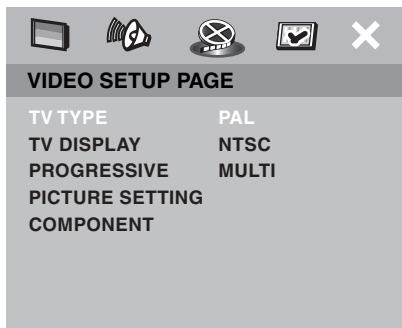 VIDEO SETUP PAGE
TV TYPE PAL
TV DISPLAY NTSC
PROGRESSIVE MULTI
PICTURE SETTING
COMPONENT